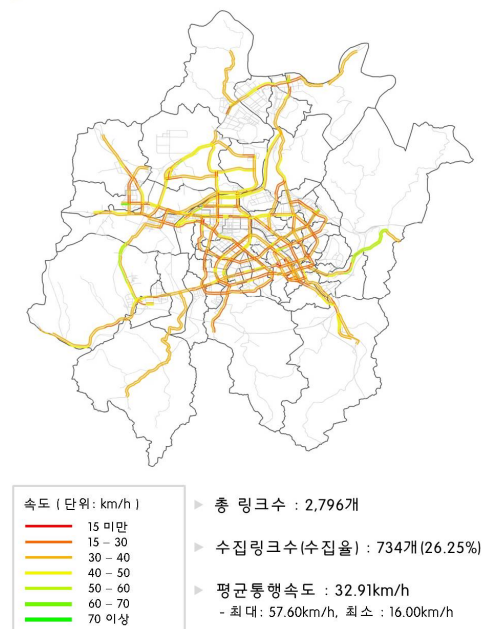 속도 ( 단위: km/h )
15 미만
15 – 30
30 – 40
40 – 50
50 – 60
60 – 70
70 이상
총 링크수 : 2,796개
수집링크수(수집율) : 734개(26.25%)
평균통행속도 : 32.91km/h
- 최대: 57.60km/h, 최소 : 16.00km/h